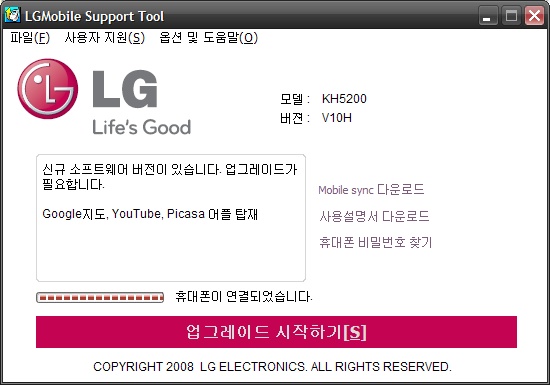 LGMobile Support Tool
파일(F) 사용자 지원(S) 옵션 및 도움말(O)
LG
Life's Good
모델 : KH5200
버젼 : V10H
신규 소프트웨어 버젼이 있습니다. 업그레이드가
필요합니다.
Google지도, YouTube, Picasa 어플 탑재
Mobile sync 다운로드
사용설명서 다운로드
휴대폰 비밀번호 찾기
휴대폰이 연결되었습니다.
업그레이드 시작하기[S]
COPYRIGHT 2008 LG ELECTRONICS. ALL RIGHTS RESERVED.